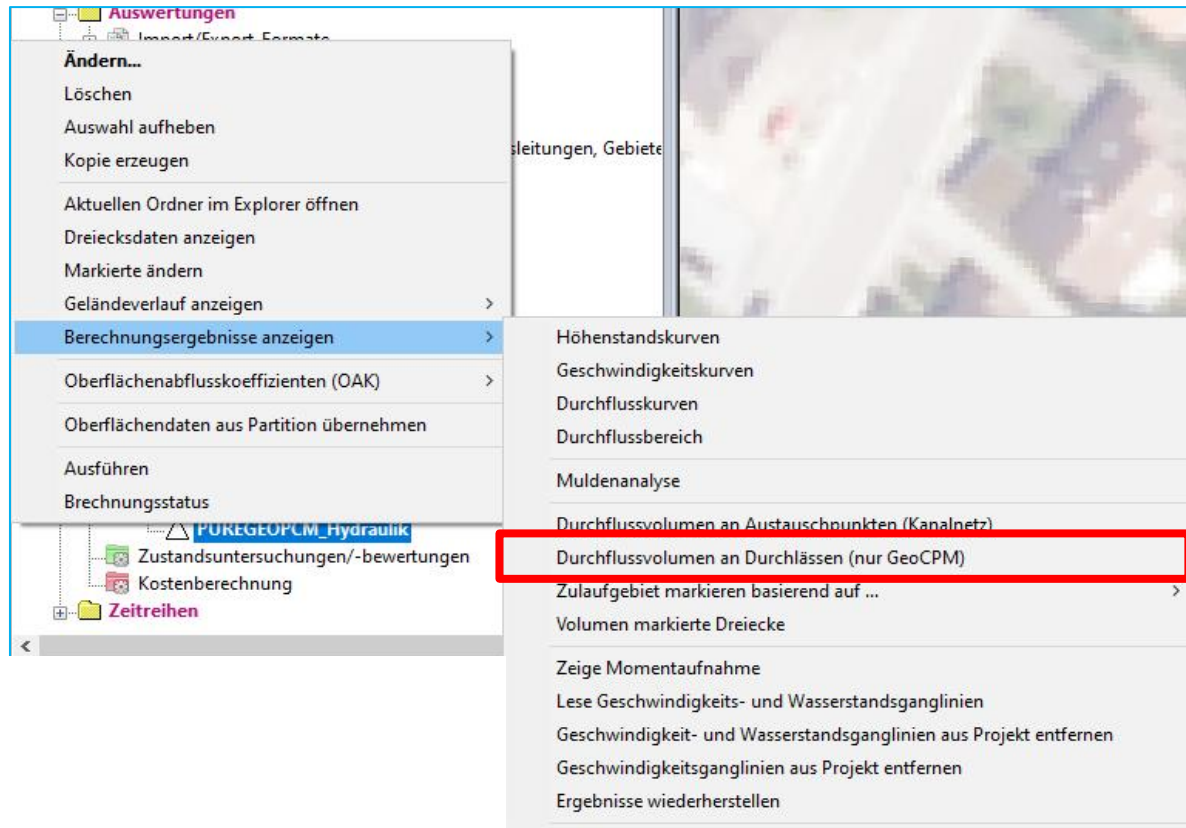 Auswertungen
Import/Export-Formate
Ändern...
Löschen
Auswahl aufheben
Kopie erzeugen
sleitungen, Gebiete
Aktuellen Ordner im Explorer öffnen
Dreiecksdaten anzeigen
Markierte ändern
Geländeverlauf anzeigen >
Berechnungsergebnisse anzeigen >
Oberflächenabflusskoeffizienten (OAK) >
Oberflächendaten aus Partition übernehmen
Ausführen
Brechnungsstatus
PUREGEOPCM_Hydraulik
Zustandsuntersuchungen/-bewertungen
Kostenberechnung
Zeitreihen
<
Höhenstandskurven
Geschwindigkeitskurven
Durchflusskurven
Durchflussbereich
Muldenanalyse
Durchflussvolumen an Austauschpunkten (Kanalnetz)
Durchflussvolumen an Durchlässen (nur GeoCPM)
Zulaufgebiet markieren basierend auf ... >
Volumen markierte Dreiecke
Zeige Momentaufnahme
Lese Geschwindigkeits- und Wasserstandsganglinien
Geschwindigkeit- und Wasserstandsganglinien aus Projekt entfernen
Geschwindigkeitsganglinien aus Projekt entfernen
Ergebnisse wiederherstellen